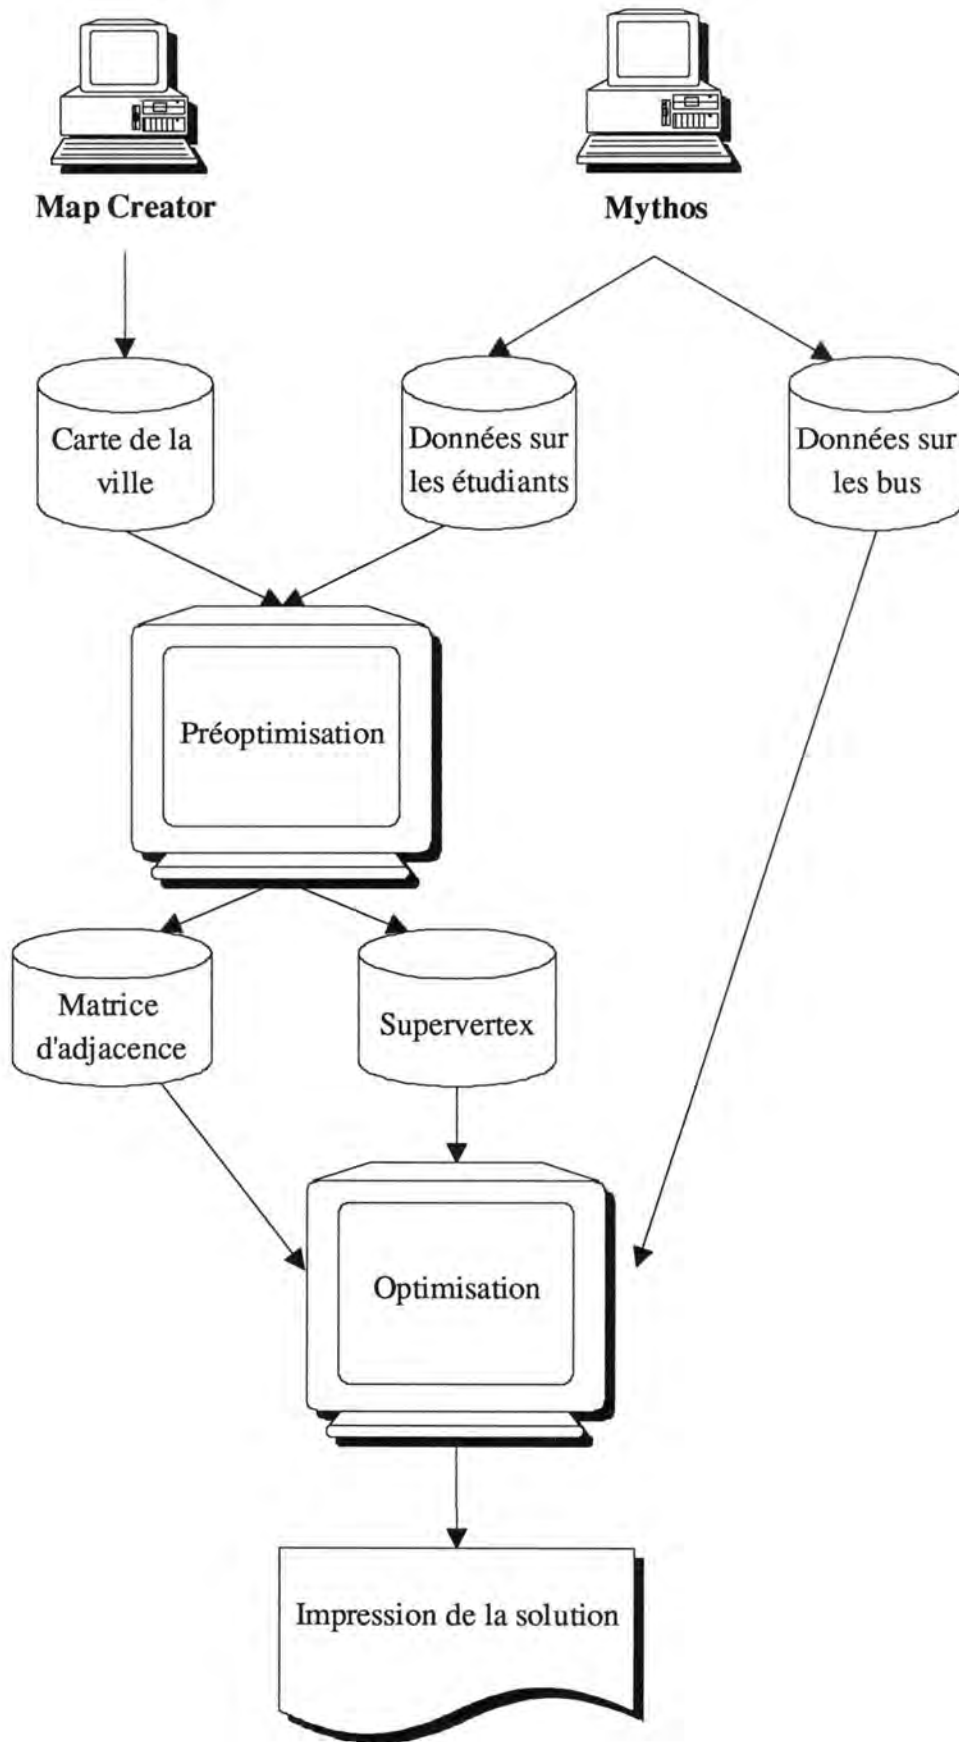 Map Creator
Mythos
Carte de la
ville
Données sur
les étudiants
Données sur
les bus
Préoptimisation
Matrice
d'adjacence
Supervertex
Optimisation
Impression de la solution